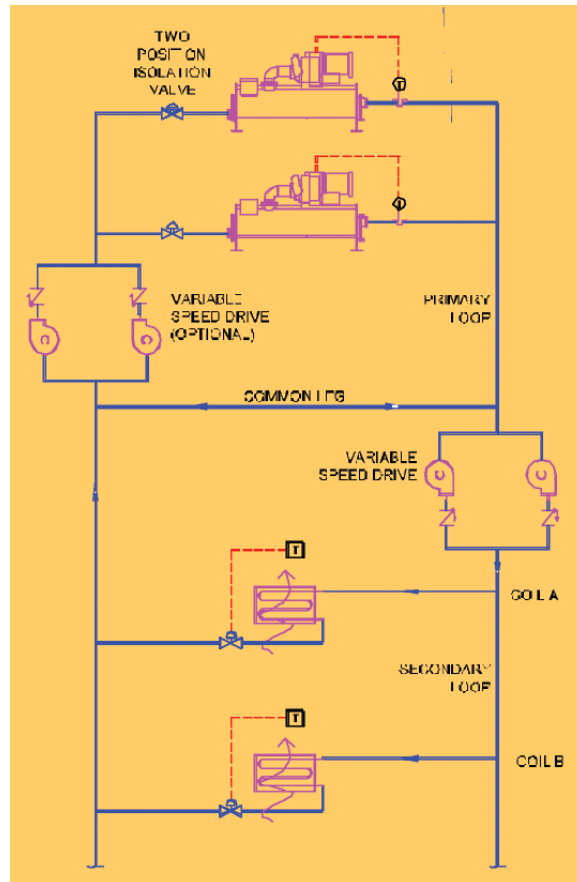 TWO
POSITION
ISOLATION
VALVE
T
T
VARIABLE
SPEED DRIVE
(OPTIONAL)
PRIMARY
LOOP
C
C
COMMON LEG
VARIABLE
SPEED DRIVE
C
C
T
COIL A
SECONDARY
LOOP
T
COIL B